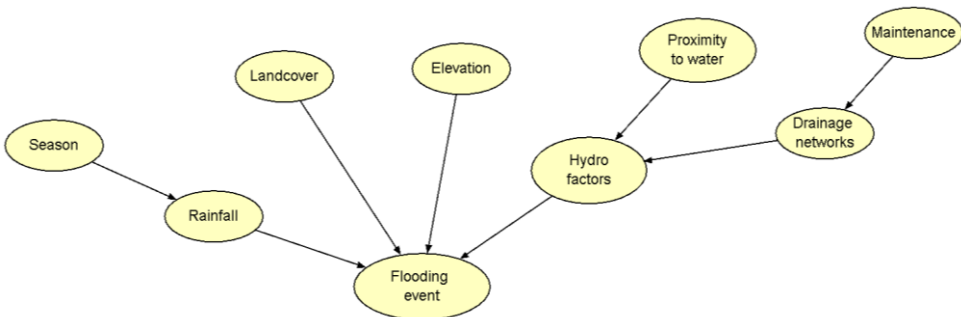 Maintenance
Proximity
to water
Landcover
Elevation
Drainage
networks
Season
Hydro
factors
Rainfall
Flooding
event